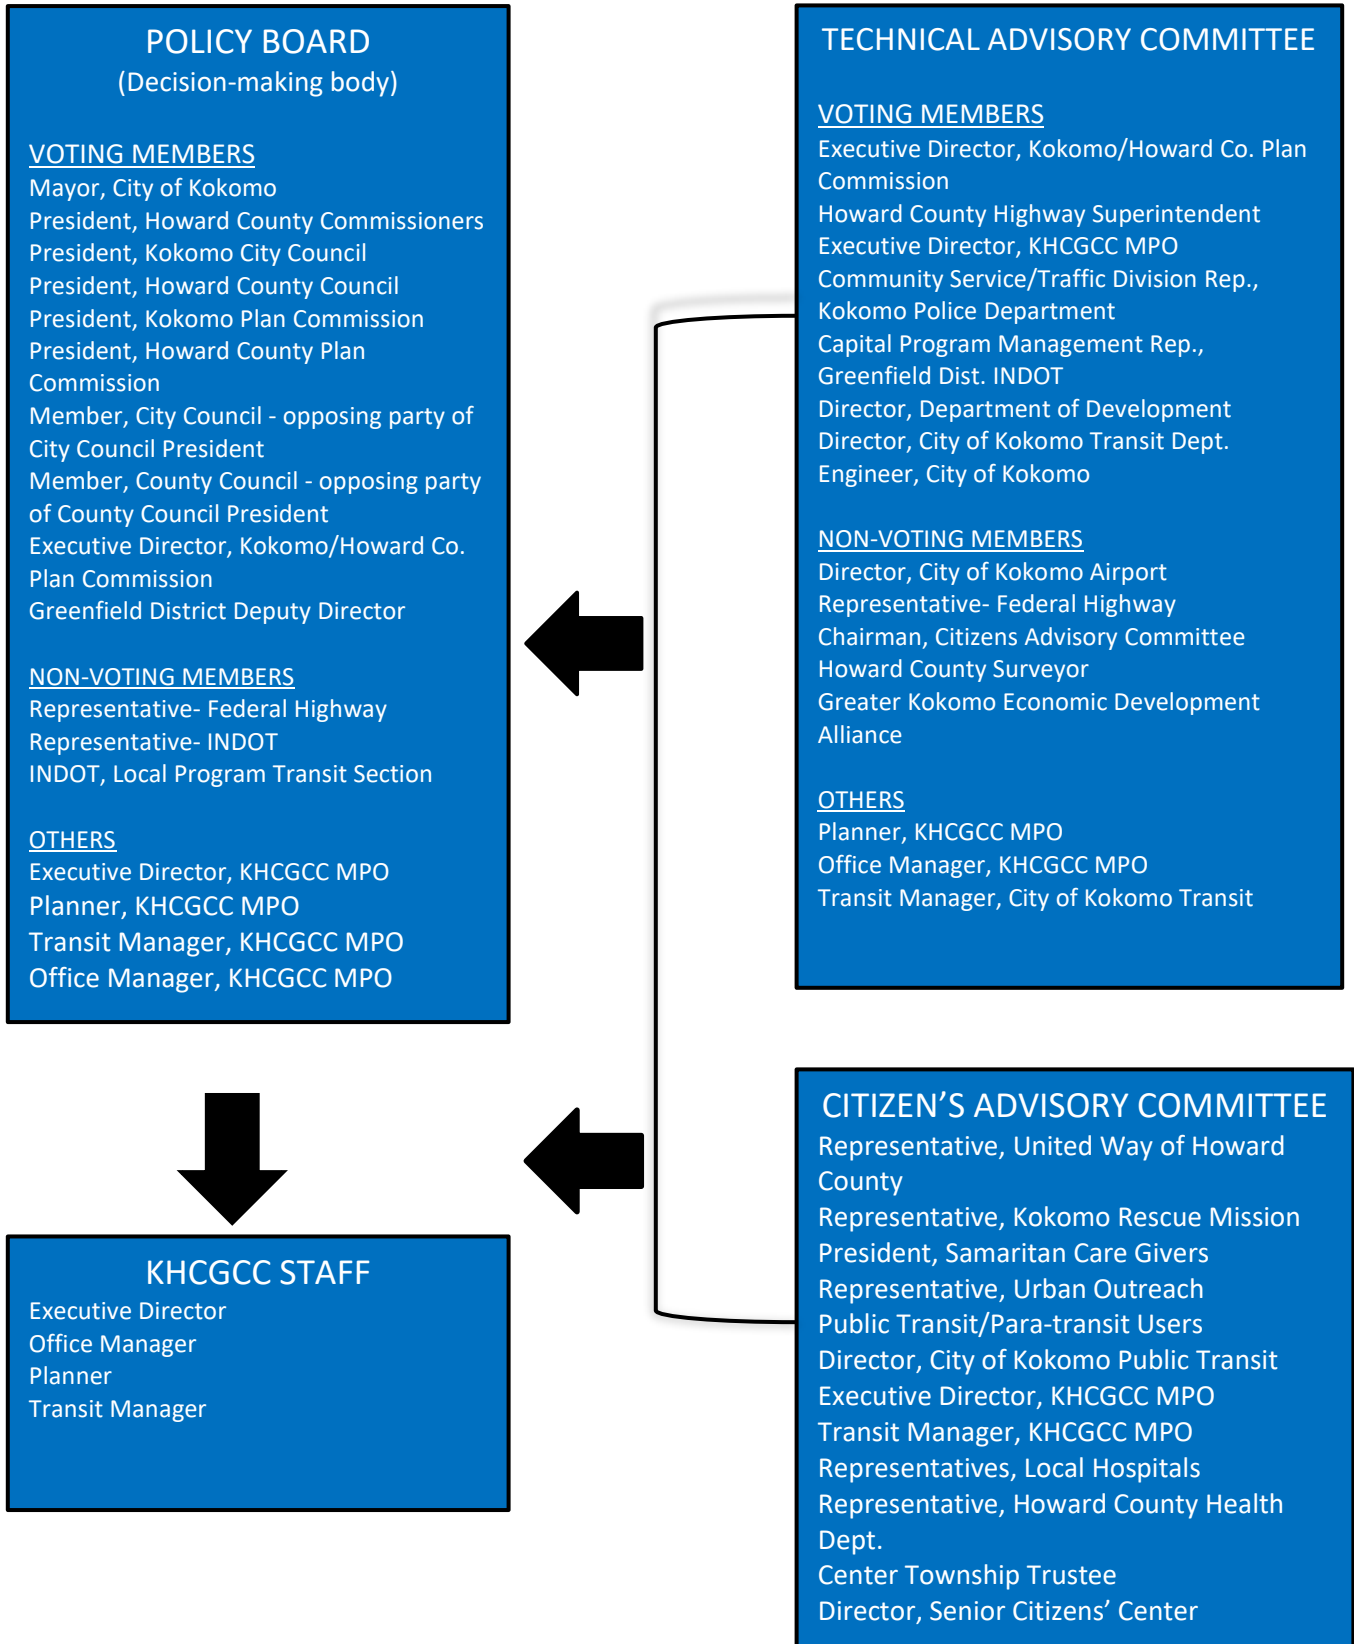 POLICY BOARD
(Decision-making body)
VOTING MEMBERS
Mayor, City of Kokomo
President, Howard County Commissioners
President, Kokomo City Council
President, Howard County Council
President, Kokomo Plan Commission
President, Howard County Plan
Commission
Member, City Council - opposing party of
City Council President
Member, County Council - opposing party
of County Council President
Executive Director, Kokomo/Howard Co.
Plan Commission
Greenfield District Deputy Director
NON-VOTING MEMBERS
Representative- Federal Highway
Representative- INDOT
INDOT, Local Program Transit Section
OTHERS
Executive Director, KHCGCC MPO
Planner, KHCGCC MPO
Transit Manager, KHCGCC MPO
Office Manager, KHCGCC MPO
TECHNICAL ADVISORY COMMITTEE
VOTING MEMBERS
Executive Director, Kokomo/Howard Co. Plan
Commission
Howard County Highway Superintendent
Executive Director, KHCGCC MPO
Community Service/Traffic Division Rep.,
Kokomo Police Department
Capital Program Management Rep.,
Greenfield Dist. INDOT
Director, Department of Development
Director, City of Kokomo Transit Dept.
Engineer, City of Kokomo
NON-VOTING MEMBERS
Director, City of Kokomo Airport
Representative- Federal Highway
Chairman, Citizens Advisory Committee
Howard County Surveyor
Greater Kokomo Economic Development
Alliance
OTHERS
Planner, KHCGCC MPO
Office Manager, KHCGCC MPO
Transit Manager, City of Kokomo Transit
KHCGCC STAFF
Executive Director
Office Manager
Planner
Transit Manager
CITIZEN’S ADVISORY COMMITTEE
Representative, United Way of Howard
County
Representative, Kokomo Rescue Mission
President, Samaritan Care Givers
Representative, Urban Outreach
Public Transit/Para-transit Users
Director, City of Kokomo Public Transit
Executive Director, KHCGCC MPO
Transit Manager, KHCGCC MPO
Representatives, Local Hospitals
Representative, Howard County Health
Dept.
Center Township Trustee
Director, Senior Citizens’ Center